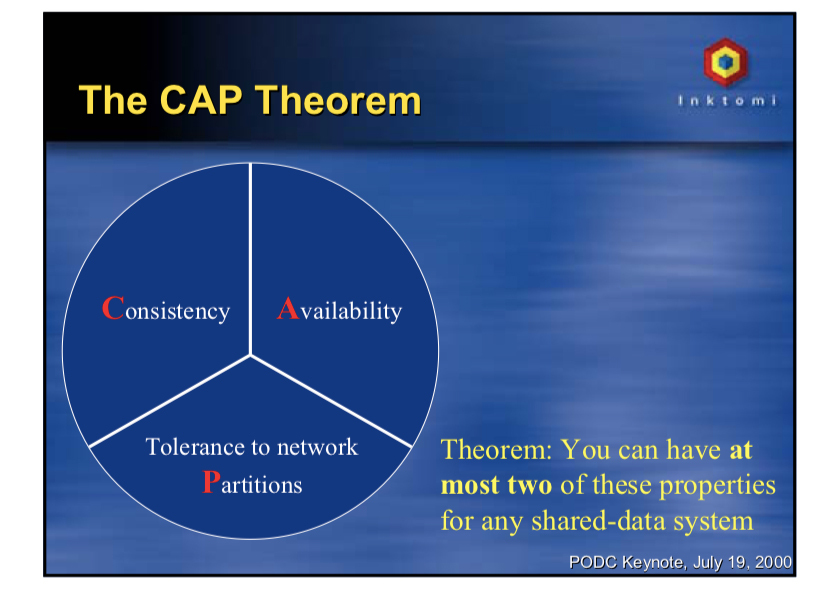 The CAP Theorem
Inktomi
Consistency
Availability
Tolerance to network
Partitions
Theorem: You can have at
most two of these properties
for any shared-data system
PODC Keynote, July 19, 2000